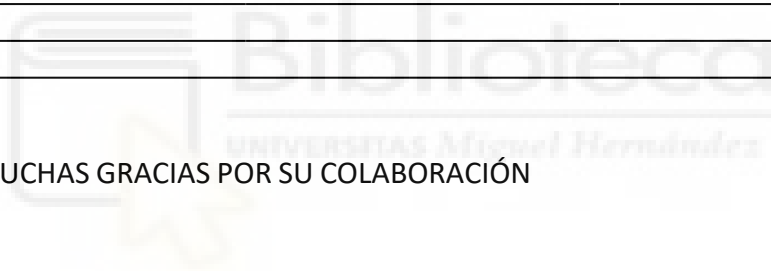 Biblioteca
UNIVERSITAS Miguel Hernández
UCHAS GRACIAS POR SU COLABORACIÓN